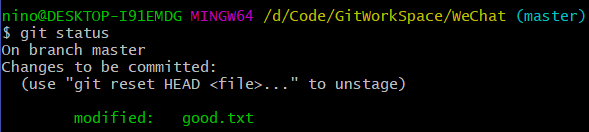 nino@DESKTOP-I91EMDG MINGW64 /d/Code/GitWorkSpace/WeChat (master)
$ git status
On branch master
Changes to be committed:
  (use "git reset HEAD <file>..." to unstage)

        modified:   good.txt